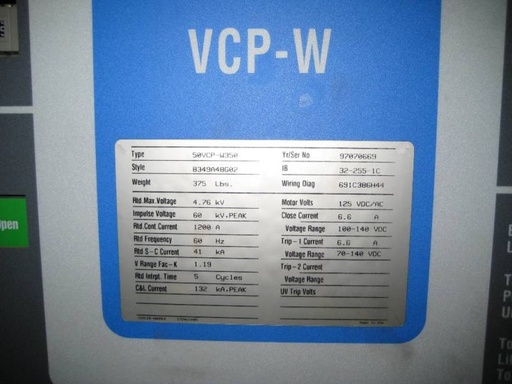 VCP-W
Type 50VCP-W350 Yr/Ser No 97070669
Style 8349A48G02 IB 32-255-1C
Weight 375 Lbs. Wiring Diag 691C386H44
Rtd.Max.Voltage 4.76 kV Motor Volts 125 VDC/AC
Impulse Voltage 60 kV.PEAK Close Current 6.6 A
Rtd.Cont.Current 1200 A Voltage Range 100-140 VDC
Rtd Frequency 60 Hz Trip-1 Current 6.6 A
Rtd S-C Current 41 kA Voltage Range 70-140 VDC
V Range Fac-K 1.19 Trip-2 Current
Rtd Intrpt. Time 5 Cycles Voltage Range
C&L Current 132 kA.PEAK UV Trip Volts